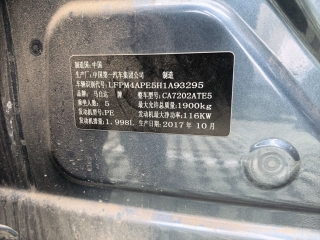 制造国:中国
生产厂:中国第一汽车集团公司 制造
车辆识别代号:LFPM4APE5H1A93295
品牌:马自达 牌 整车型号:CA7202ATE5
乘坐人数:5 最大允许总质量:1900kg
发动机型号:PE 发动机最大净功率:116KW
发动机排量:1.998L 生产日期:2017年10月